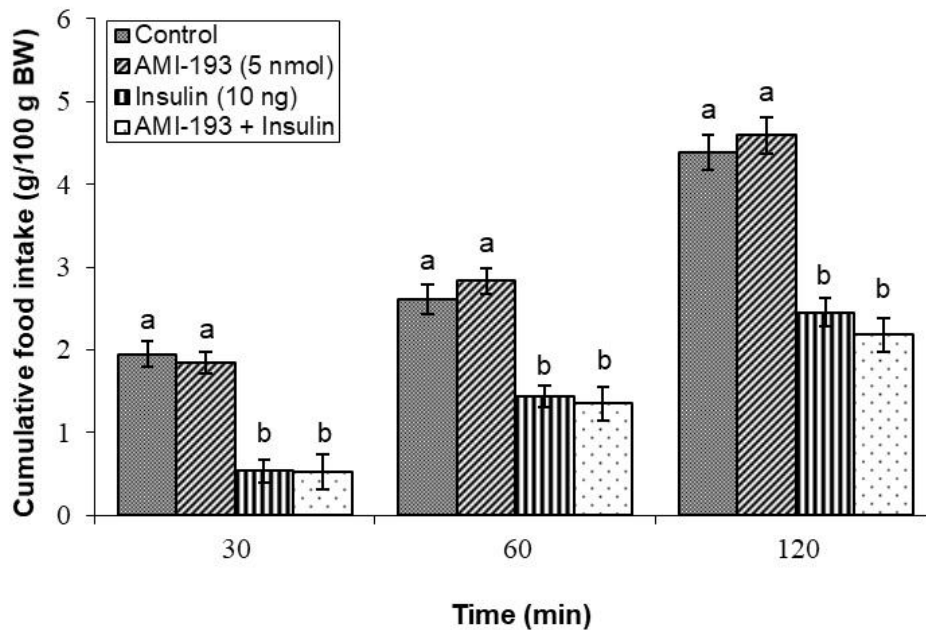 Cumulative food intake (g/100 g BW)
6
5
4
3
2
1
0
Control
AMI-193 (5 nmol)
Insulin (10 ng)
AMI-193 + Insulin
a
a
b
b
a
a
b
b
a
a
b
b
30
60
120
Time (min)